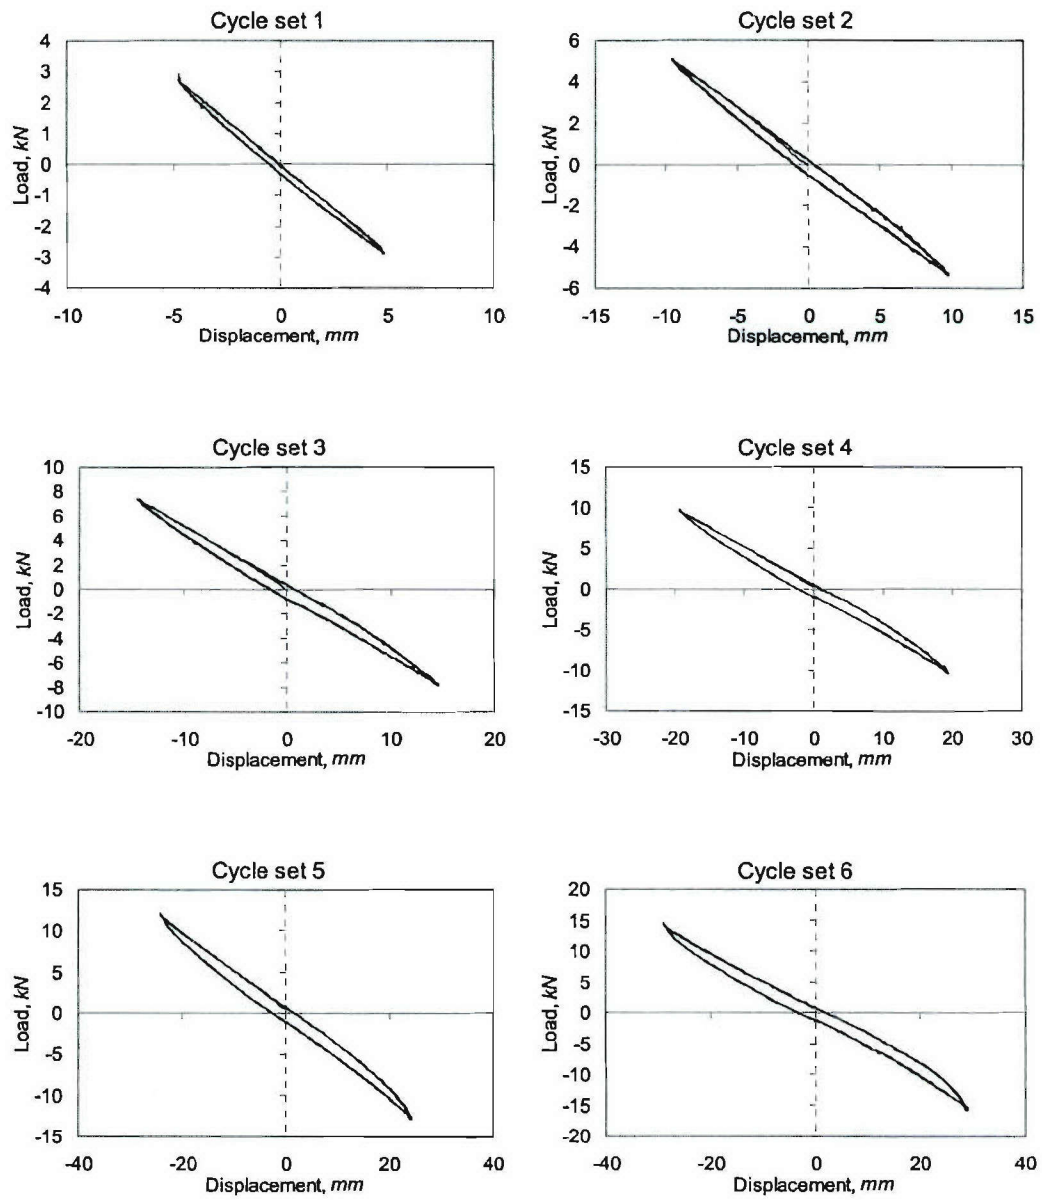 Cycle set 1
4
3
2
1
0
-1
-2
-3
-4
Load, kN
-10 -5 0 5 10
Displacement, mm
Cycle set 2
6
4
2
0
-2
-4
-6
Load, kN
-15 -10 -5 0 5 10 15
Displacement, mm
Cycle set 3
10
8
6
4
2
0
-2
-4
-6
-8
-10
Load, kN
-20 -10 0 10 20
Displacement, mm
Cycle set 4
15
10
5
0
-5
-10
-15
Load, kN
-30 -20 -10 0 10 20 30
Displacement, mm
Cycle set 5
15
10
5
0
-5
-10
-15
Load, kN
-40 -20 0 20 40
Displacement, mm
Cycle set 6
20
15
10
5
0
-5
-10
-15
-20
Load, kN
-40 -20 0 20 40
Displacement, mm